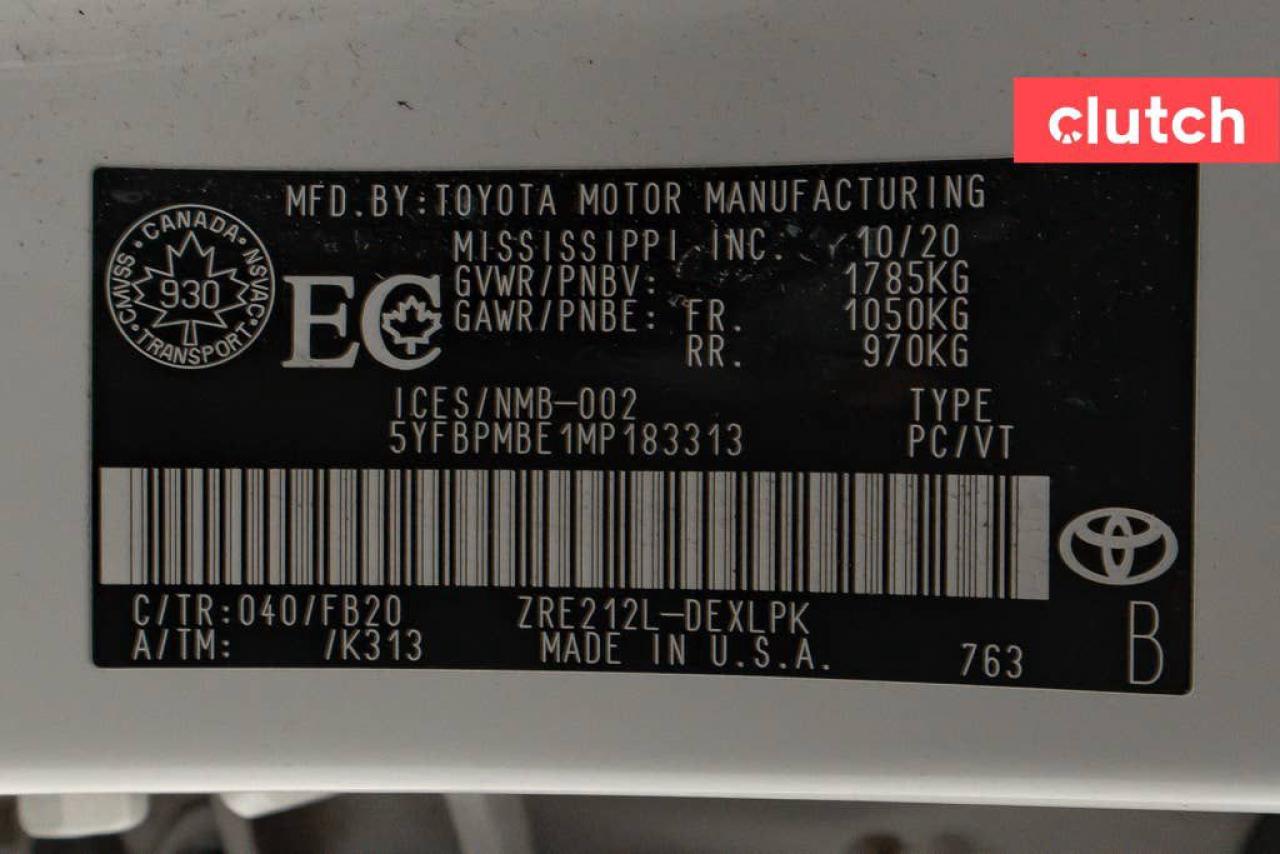 clutch
MFD.BY:TOYOTA MOTOR MANUFACTURING
MISSISSIPPI INC. 10/20
GVWR/PNBV: 1785KG
GAWR/PNBE: FR. 1050KG
RR. 970KG
CANADA
CMVSS 930 NSVAC
TRANSPORT
EC
ICES/NMB-002 TYPE
5YFBPMBE1MP183313 PC/VT
C/TR:040/FB20 ZRE212L-DEXLPK
A/TM: /K313 MADE IN U.S.A. 763 B